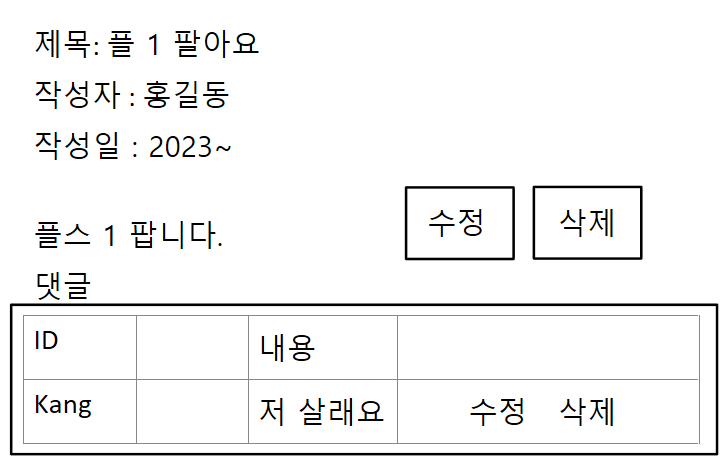 제목: 플 1 팔아요
작성자 : 홍길동
작성일 : 2023~
플스 1 팝니다.
수정 삭제
댓글
ID 내용
Kang 저 살래요 수정 삭제